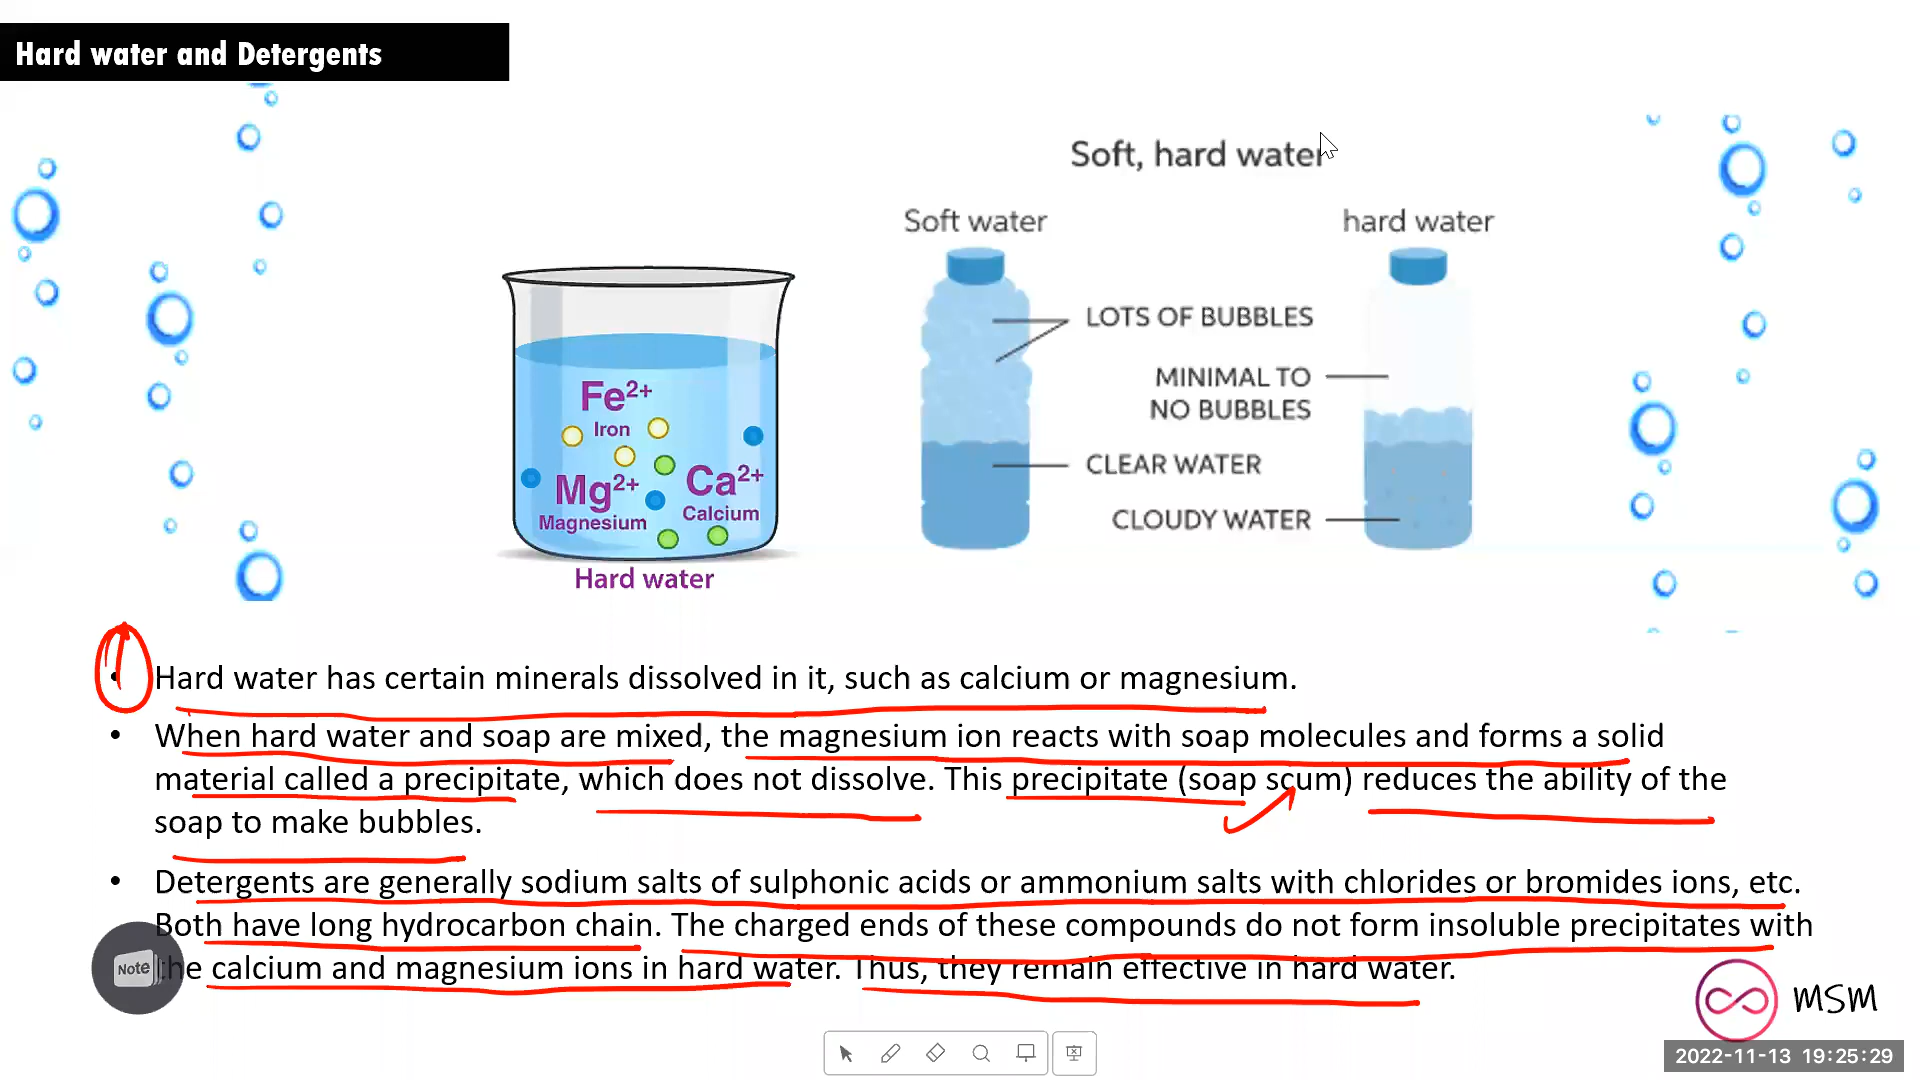 Hard water and Detergents
Soft, hard water
Soft water
hard water
LOTS OF BUBBLES
MINIMAL TO
NO BUBBLES
CLEAR WATER
CLOUDY WATER
Fe2+
Iron
Mg2+
Magnesium
Ca2+
Calcium
Hard water
• Hard water has certain minerals dissolved in it, such as calcium or magnesium.
• When hard water and soap are mixed, the magnesium ion reacts with soap molecules and forms a solid
material called a precipitate, which does not dissolve. This precipitate (soap scum) reduces the ability of the
soap to make bubbles.
• Detergents are generally sodium salts of sulphonic acids or ammonium salts with chlorides or bromides ions, etc.
Both have long hydrocarbon chain. The charged ends of these compounds do not form insoluble precipitates with
the calcium and magnesium ions in hard water. Thus, they remain effective in hard water.
Note
MSM
2022-11-13 19:25:29